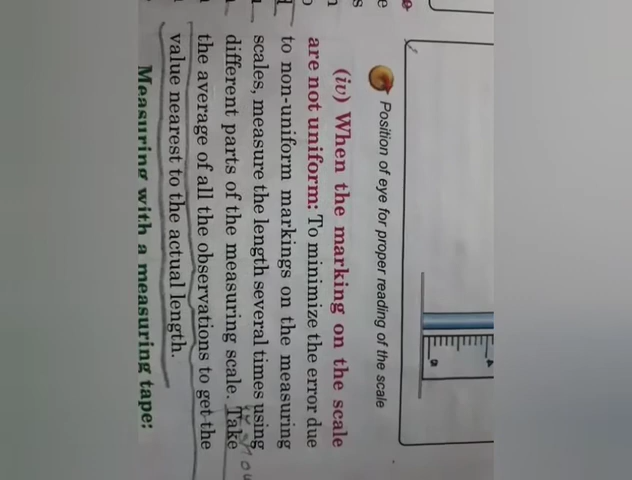 Position of eye for proper reading of the scale
(iv) When the marking on the scale
are not uniform: To minimize the error due
to non-uniform markings on the measuring
scales, measure the length several times using
different parts of the measuring scale. Take
the average of all the observations to get the
value nearest to the actual length.
Measuring with a measuring tape: